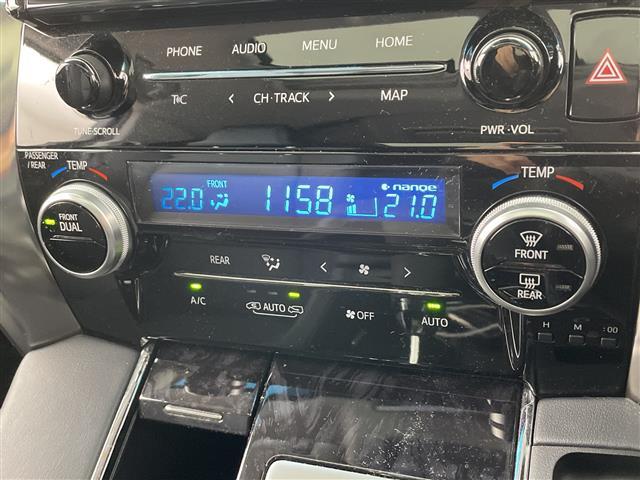 PHONE AUDIO MENU HOME
T·C < CH·TRACK > MAP
TUNE·SCROLL PWR·VOL
PASSENGER
/REAR
TEMP TEMP
FRONT nanoe
22.0 1158 21.0
FRONT
DUAL
REAR < >
FRONT
REAR
A/C AUTO OFF AUTO
H M :00